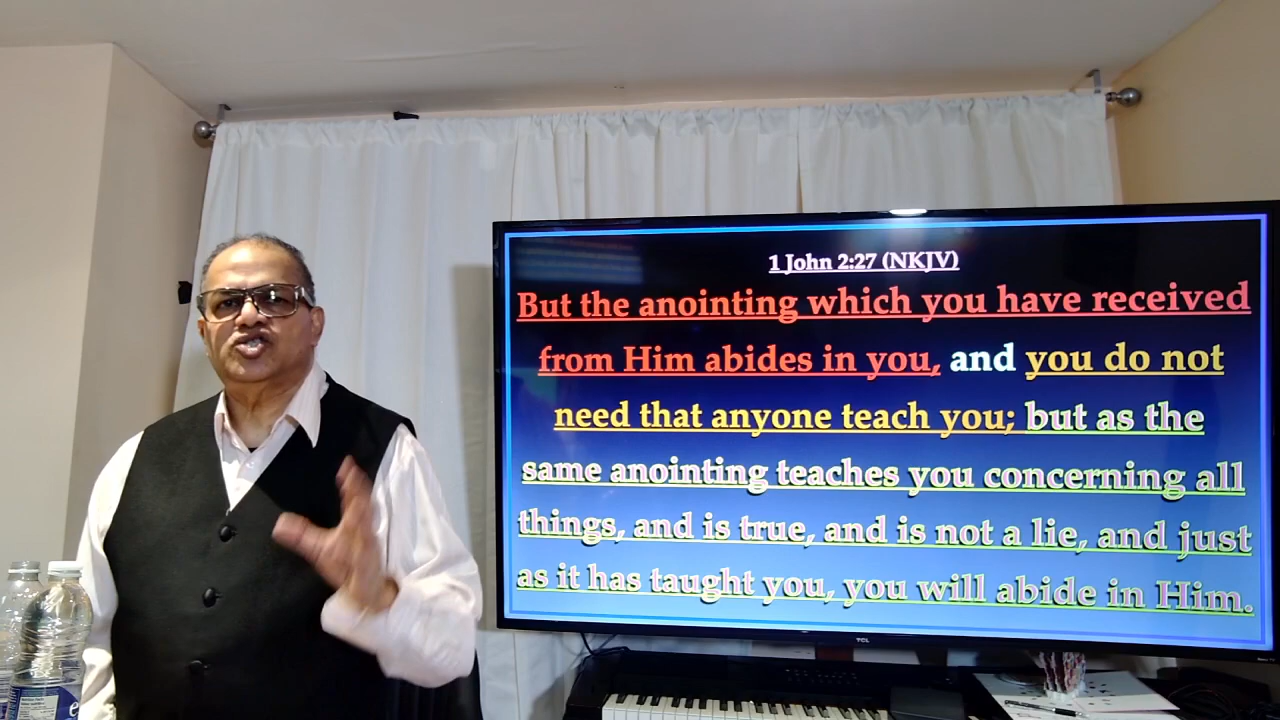 1 John 2:27 (NKJV)
But the anointing which you have received
from Him abides in you, and you do not
need that anyone teach you; but as the
same anointing teaches you concerning all
things, and is true, and is not a lie, and just
as it has taught you, you will abide in Him.
TCL
e